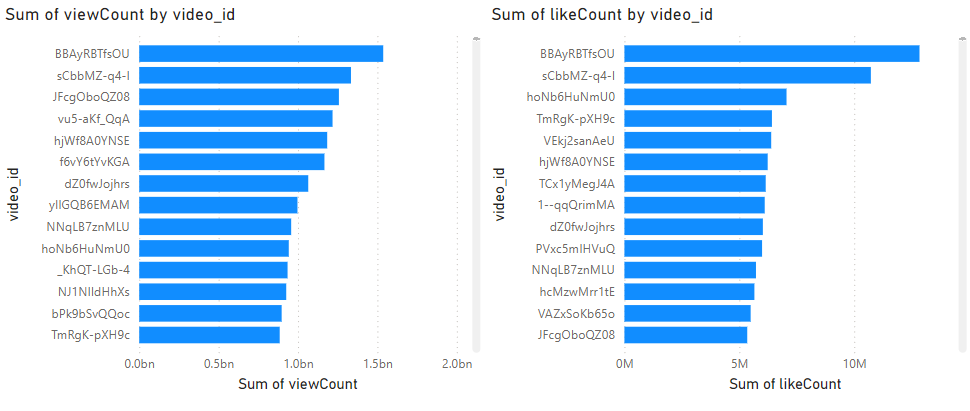 Sum of viewCount by video_id
video_id
BBAyRBTfsOU
sCbbMZ-q4-I
JFcgOboQZ08
vu5-aKf_QqA
hjWf8A0YNSE
f6vY6tYvKGA
dZ0fwJojhrs
yIIGQB6EMAM
NNqLB7znMLU
hoNb6HuNmU0
_KhQT-LGb-4
NJ1NIIdHhXs
bPk9bSvQQoc
TmRgK-pXH9c
0.0bn 0.5bn 1.0bn 1.5bn 2.0bn
Sum of viewCount
Sum of likeCount by video_id
video_id
BBAyRBTfsOU
sCbbMZ-q4-I
hoNb6HuNmU0
TmRgK-pXH9c
VEkj2sanAeU
hjWf8A0YNSE
TCx1yMegJ4A
1--qqQrimMA
dZ0fwJojhrs
PVxc5mIHVuQ
NNqLB7znMLU
hcMzwMrr1tE
VAZxSoKb65o
JFcgOboQZ08
0M 5M 10M
Sum of likeCount